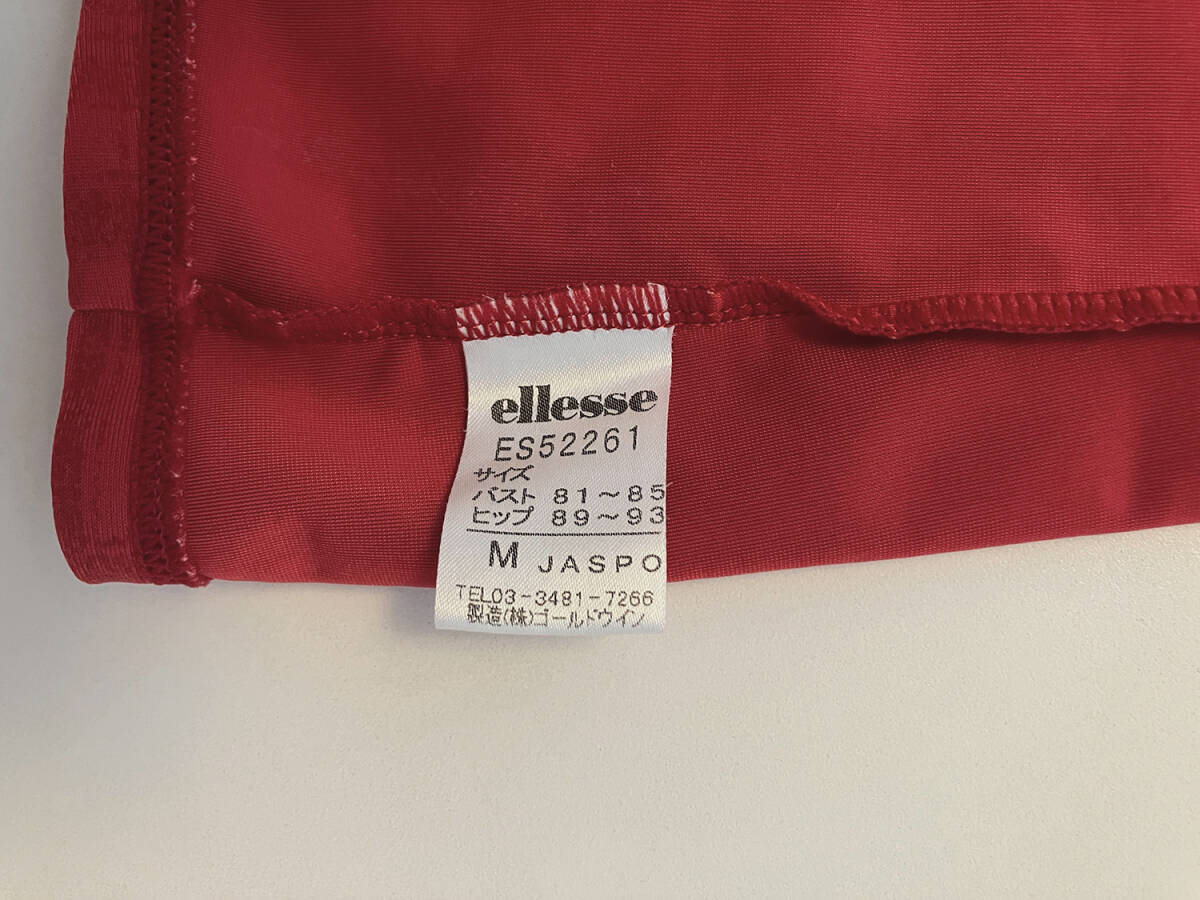 ellesse
ES52261
サイズ
バスト 81〜85
ヒップ 89〜93
M JASPO
TEL03-3481-7266
製造(株)ゴールドウイン